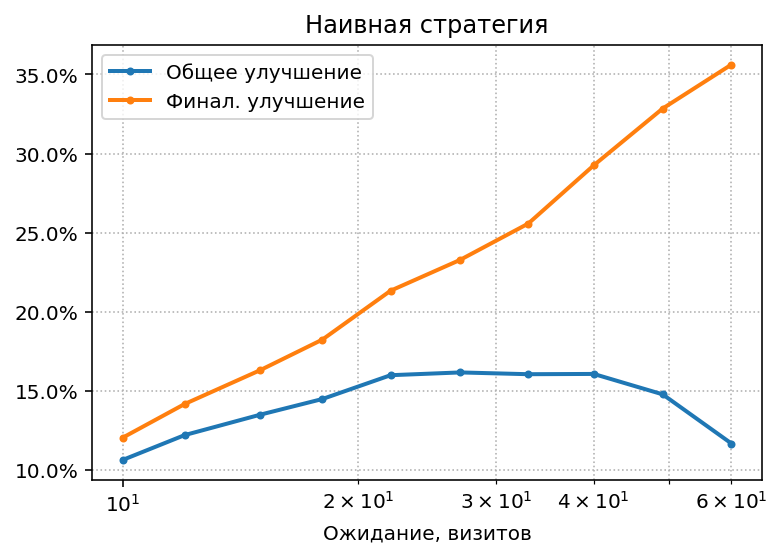 Наивная стратегия
Общее улучшение
Финал. улучшение
35.0%
30.0%
25.0%
20.0%
15.0%
10.0%
10¹
2 × 10¹
3 × 10¹
4 × 10¹
6 × 10¹
Ожидание, визитов